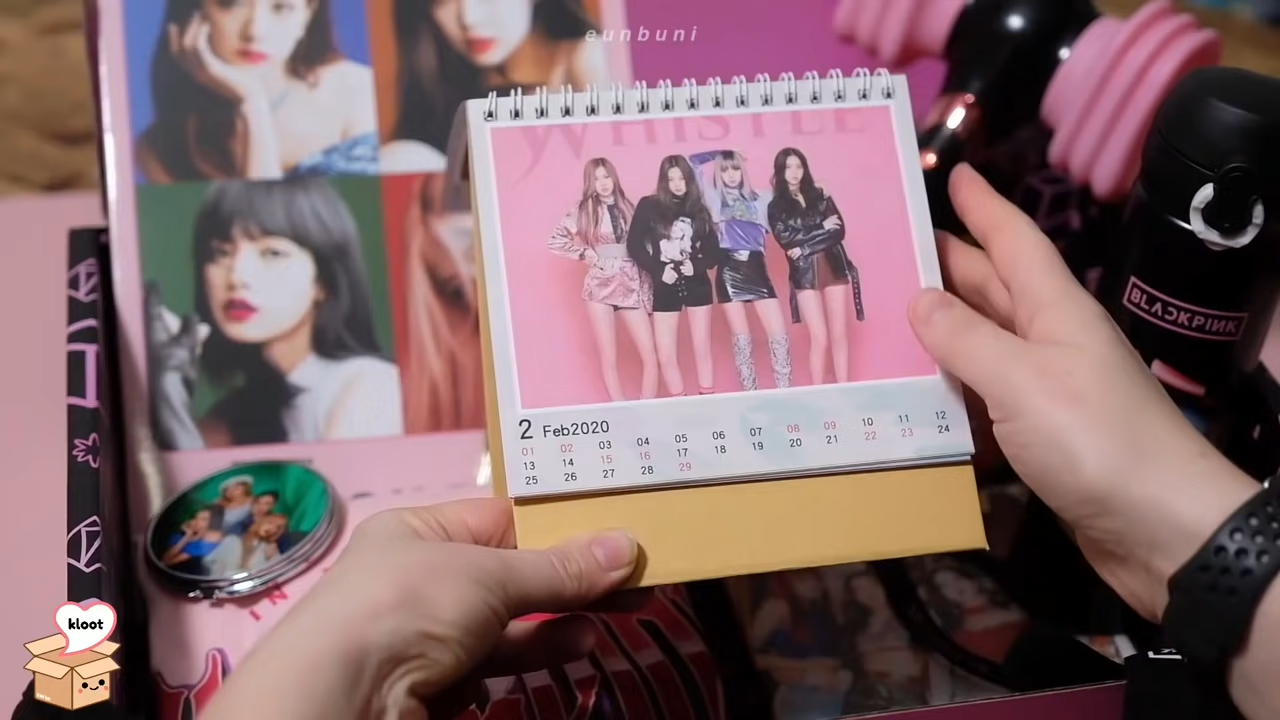 eunbuni
WHISTLE
BLACKPINK
2 Feb2020
01 02 03 04 05 06 07 08 09 10 11 12
13 14 15 16 17 18 19 20 21 22 23 24
25 26 27 28 29
kloot